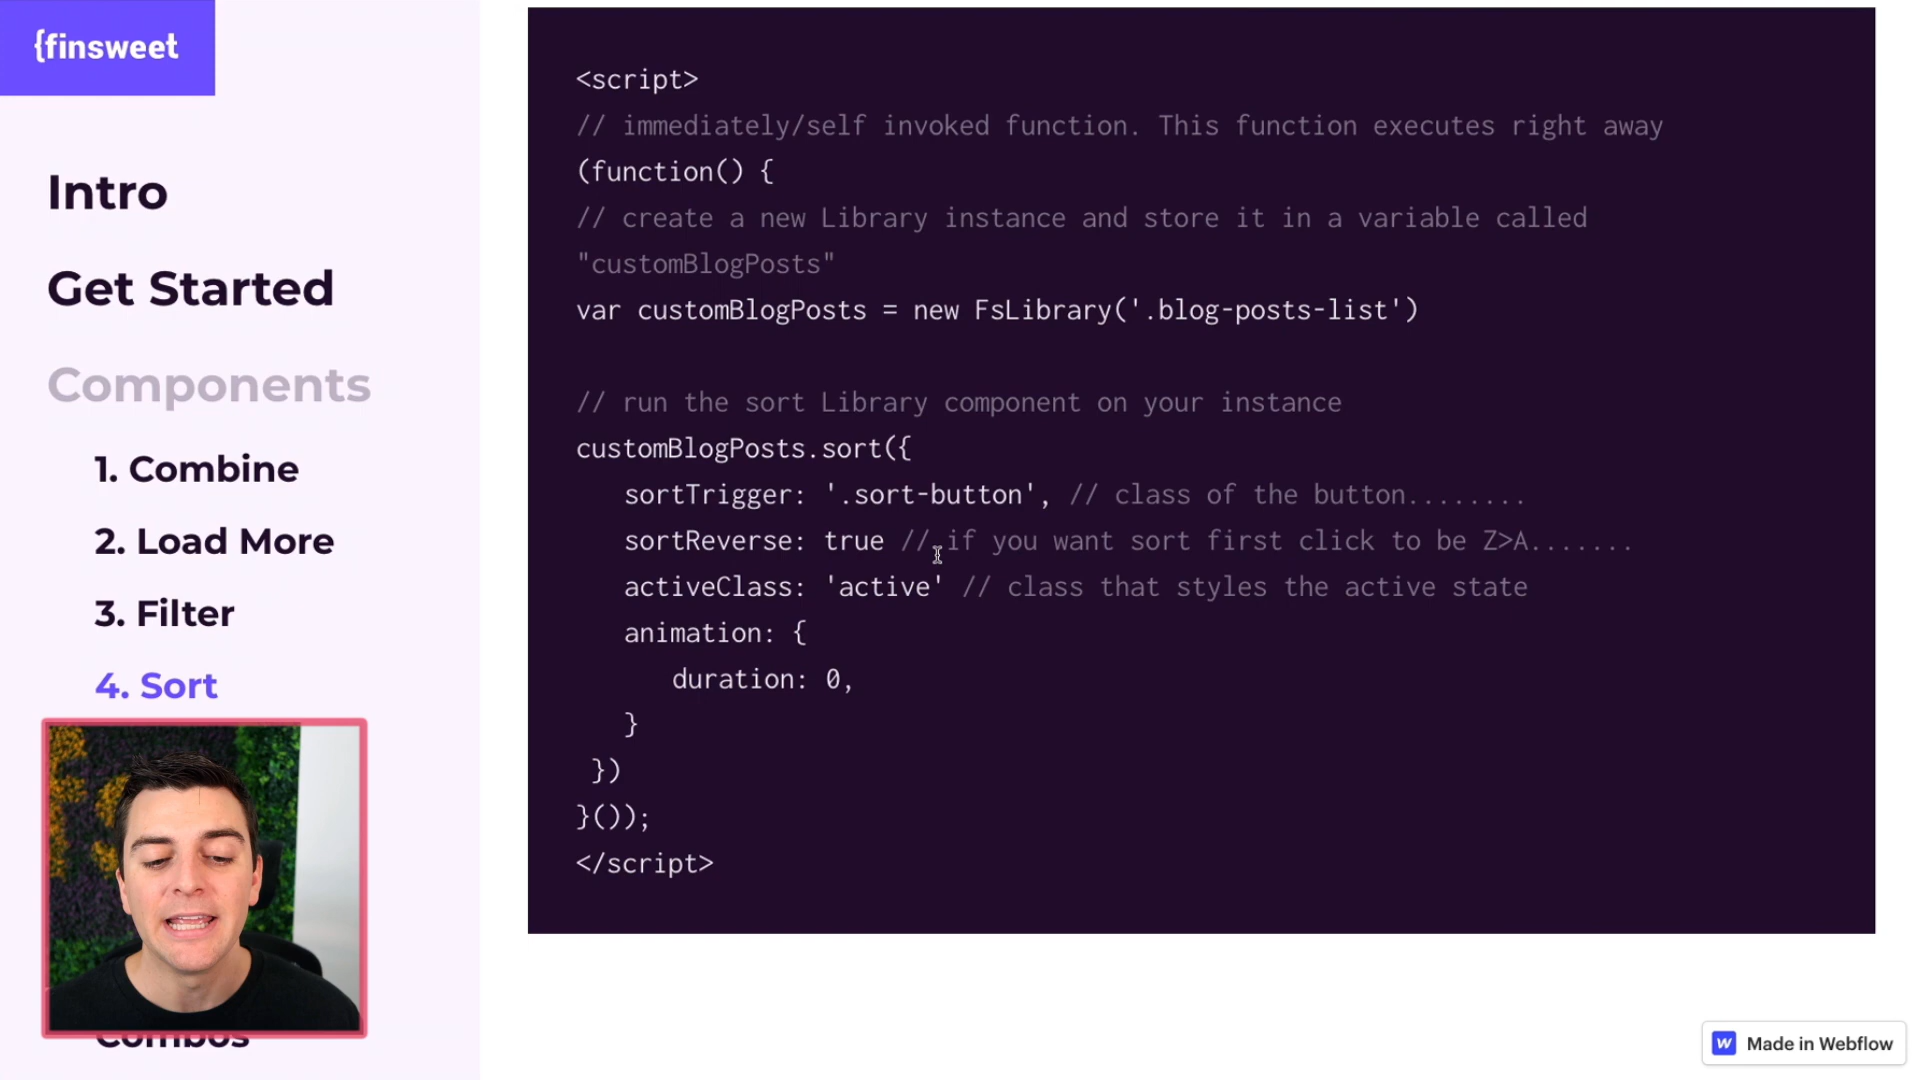 {finsweet
Intro
Get Started
Components
1. Combine
2. Load More
3. Filter
4. Sort
Combos
<script>
// immediately/self invoked function. This function executes right away
(function() {
// create a new Library instance and store it in a variable called
"customBlogPosts"
var customBlogPosts = new FsLibrary('.blog-posts-list')
// run the sort Library component on your instance
customBlogPosts.sort({
sortTrigger: '.sort-button', // class of the button........
sortReverse: true // if you want sort first click to be Z>A.......
activeClass: 'active' // class that styles the active state
animation: {
duration: 0,
}
})
}());
</script>
Made in Webflow